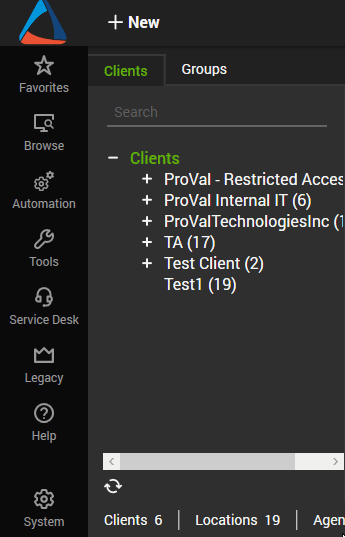 + New
Clients
Groups
Search
Favorites
Browse
Automation
Tools
Service Desk
Legacy
Help
System
− Clients
+ ProVal - Restricted Acces
+ ProVal Internal IT (6)
+ ProValTechnologiesInc (1
+ TA (17)
+ Test Client (2)
Test1 (19)
Clients 6 | Locations 19 | Agen